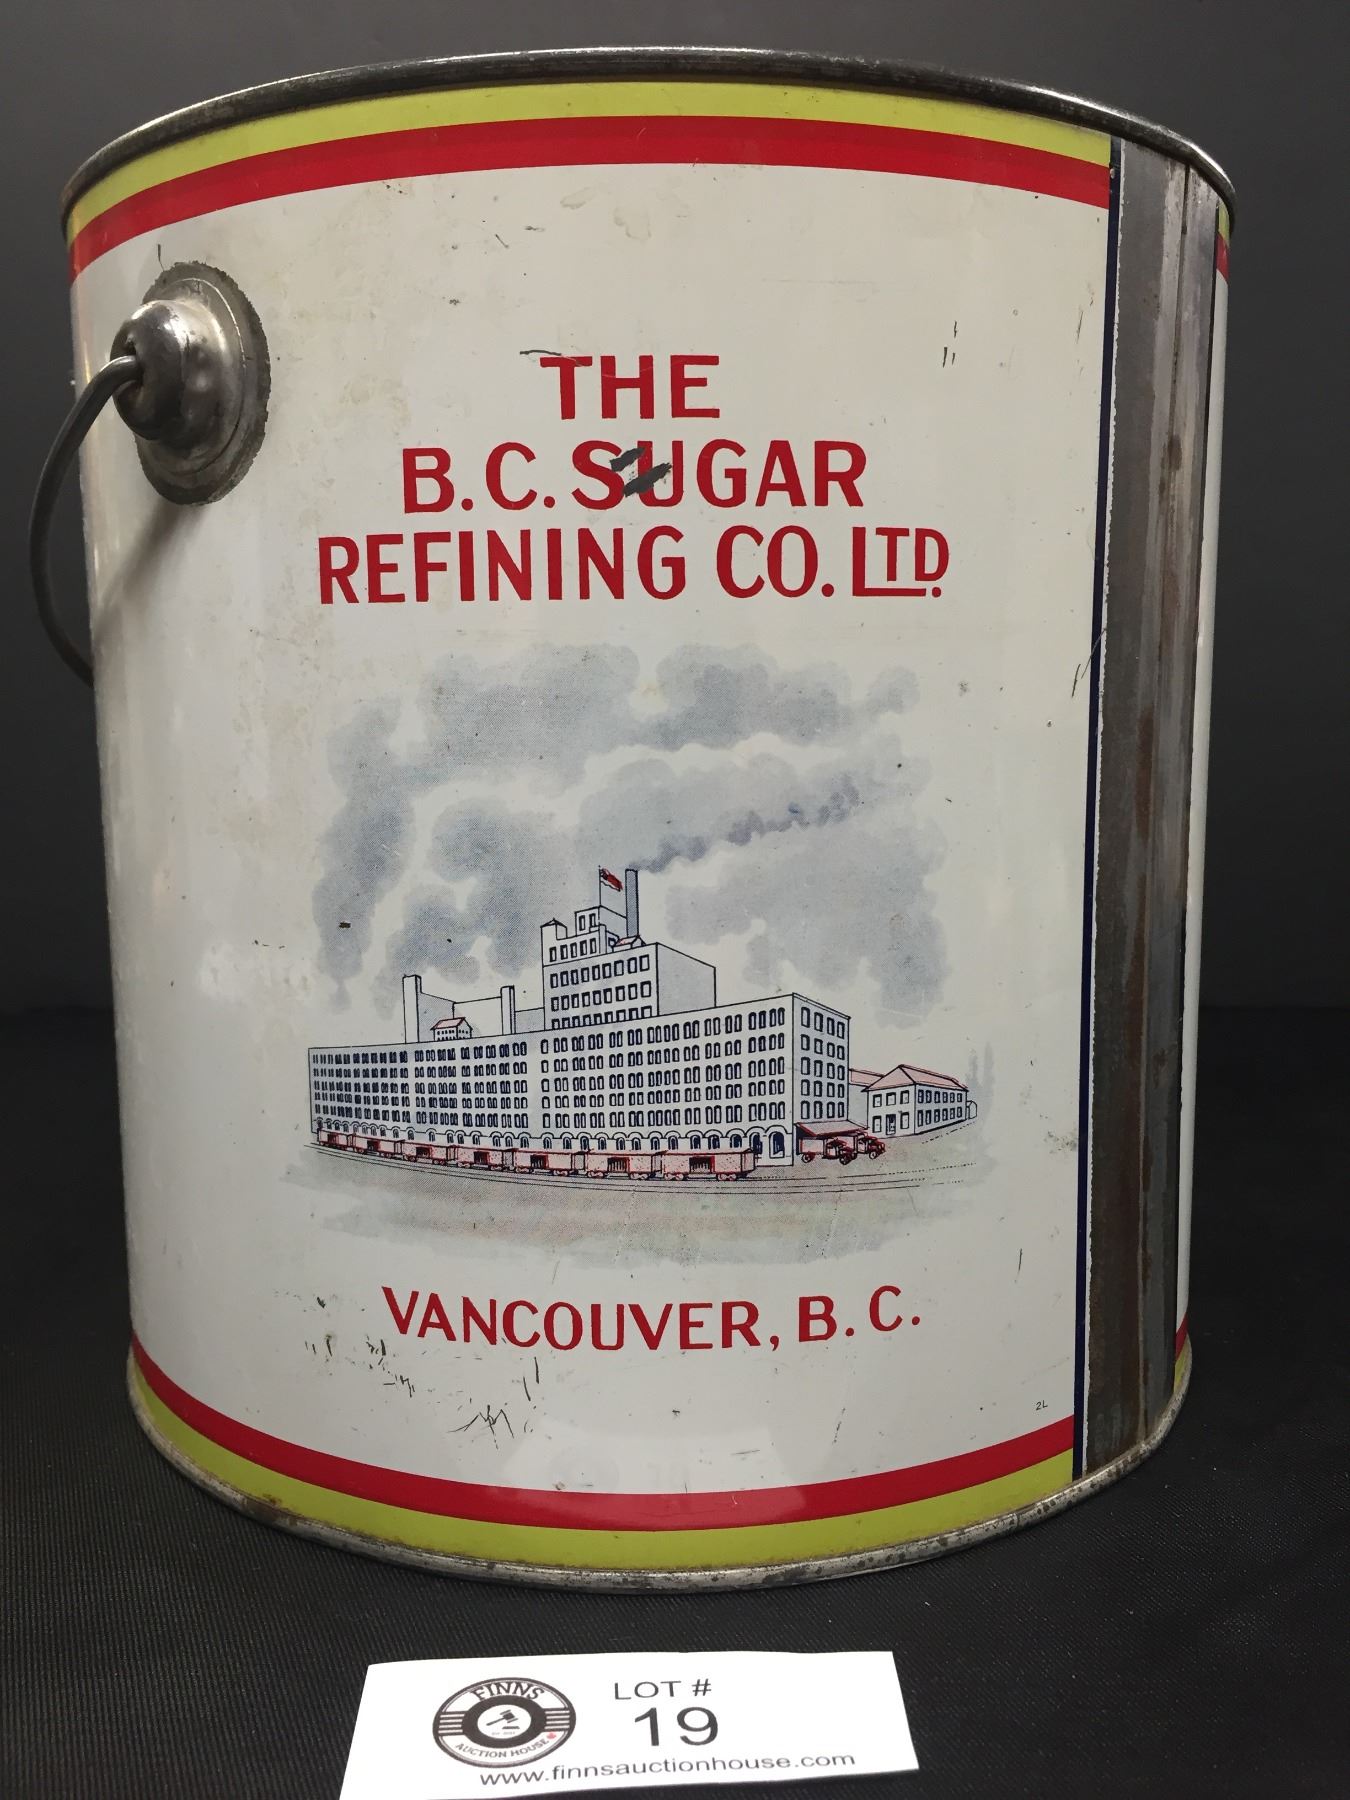 THE
B.C. SUGAR
REFINING CO. LTD.
VANCOUVER, B.C.
2L
FINNS
AUCTION HOUSE
LOT #
19
www.finnsauctionhouse.com